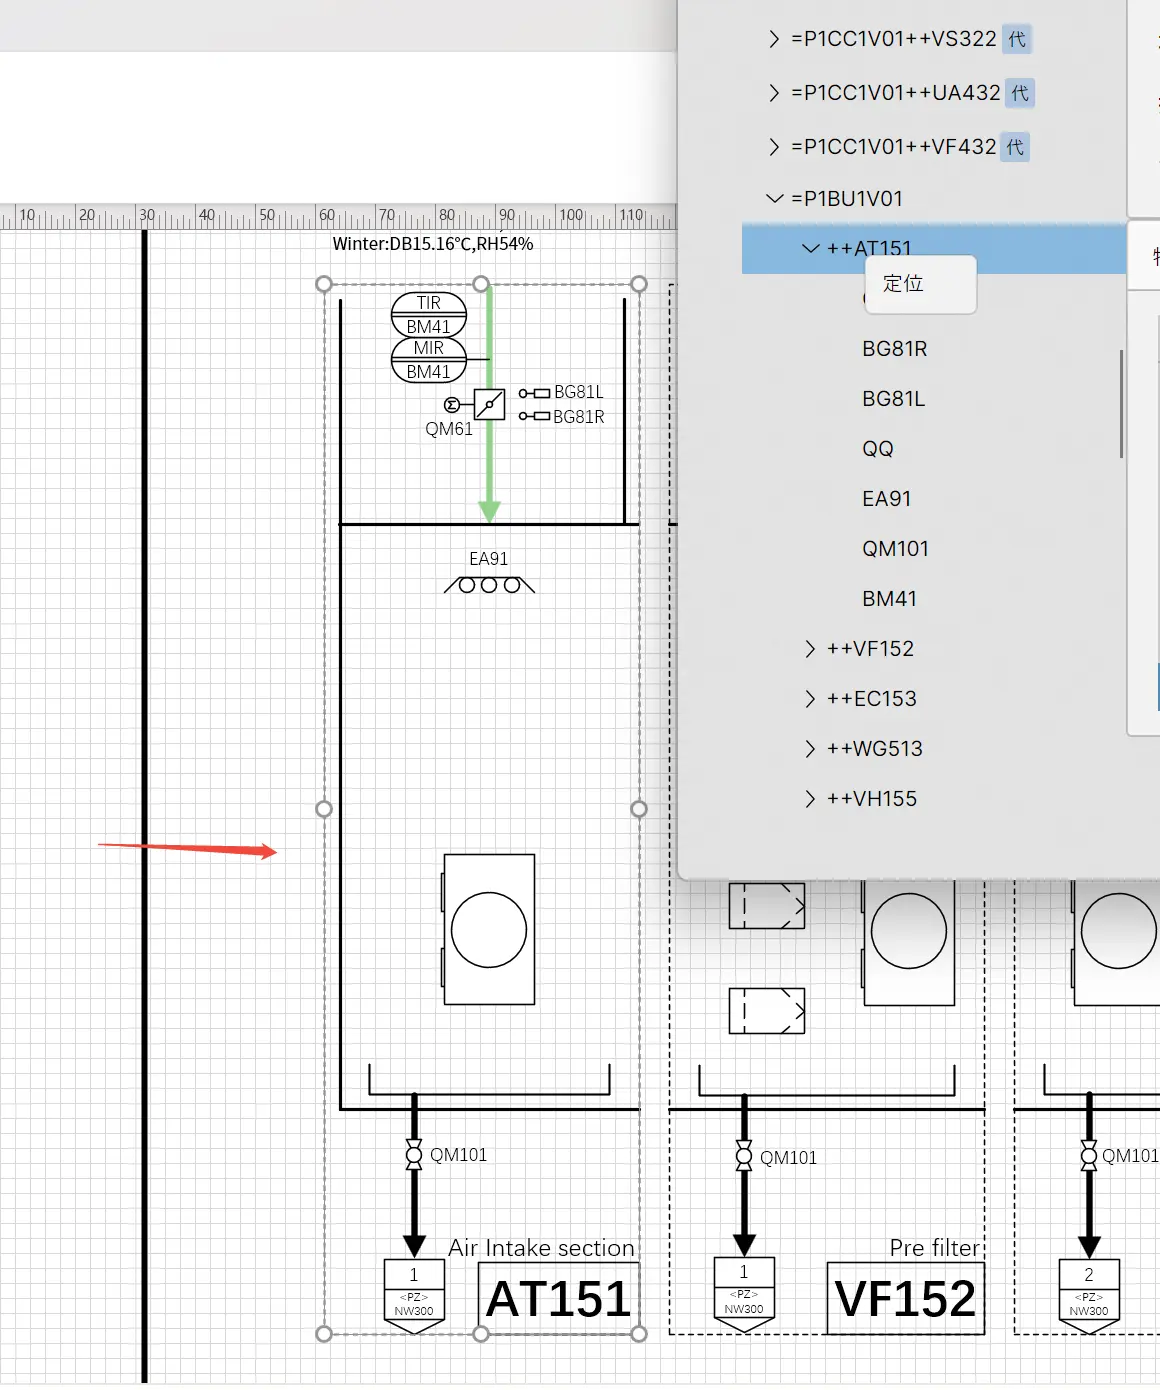 =P1CC1V01++VS322 代
=P1CC1V01++UA432 代
=P1CC1V01++VF432 代
=P1BU1V01
++AT151
定位
BG81R
BG81L
QQ
EA91
QM101
BM41
++VF152
++EC153
++WG513
++VH155
10 20 30 40 50 60 70 80 90 100 110
Winter:DB15.16°C,RH54%
TIR
BM41
MIR
BM41
BG81L
BG81R
QM61
EA91
QM101
QM101
QM101
Air Intake section
Pre filter
1
<PZ>
NW300
AT151
1
<PZ>
NW300
VF152
2
<PZ>
NW300